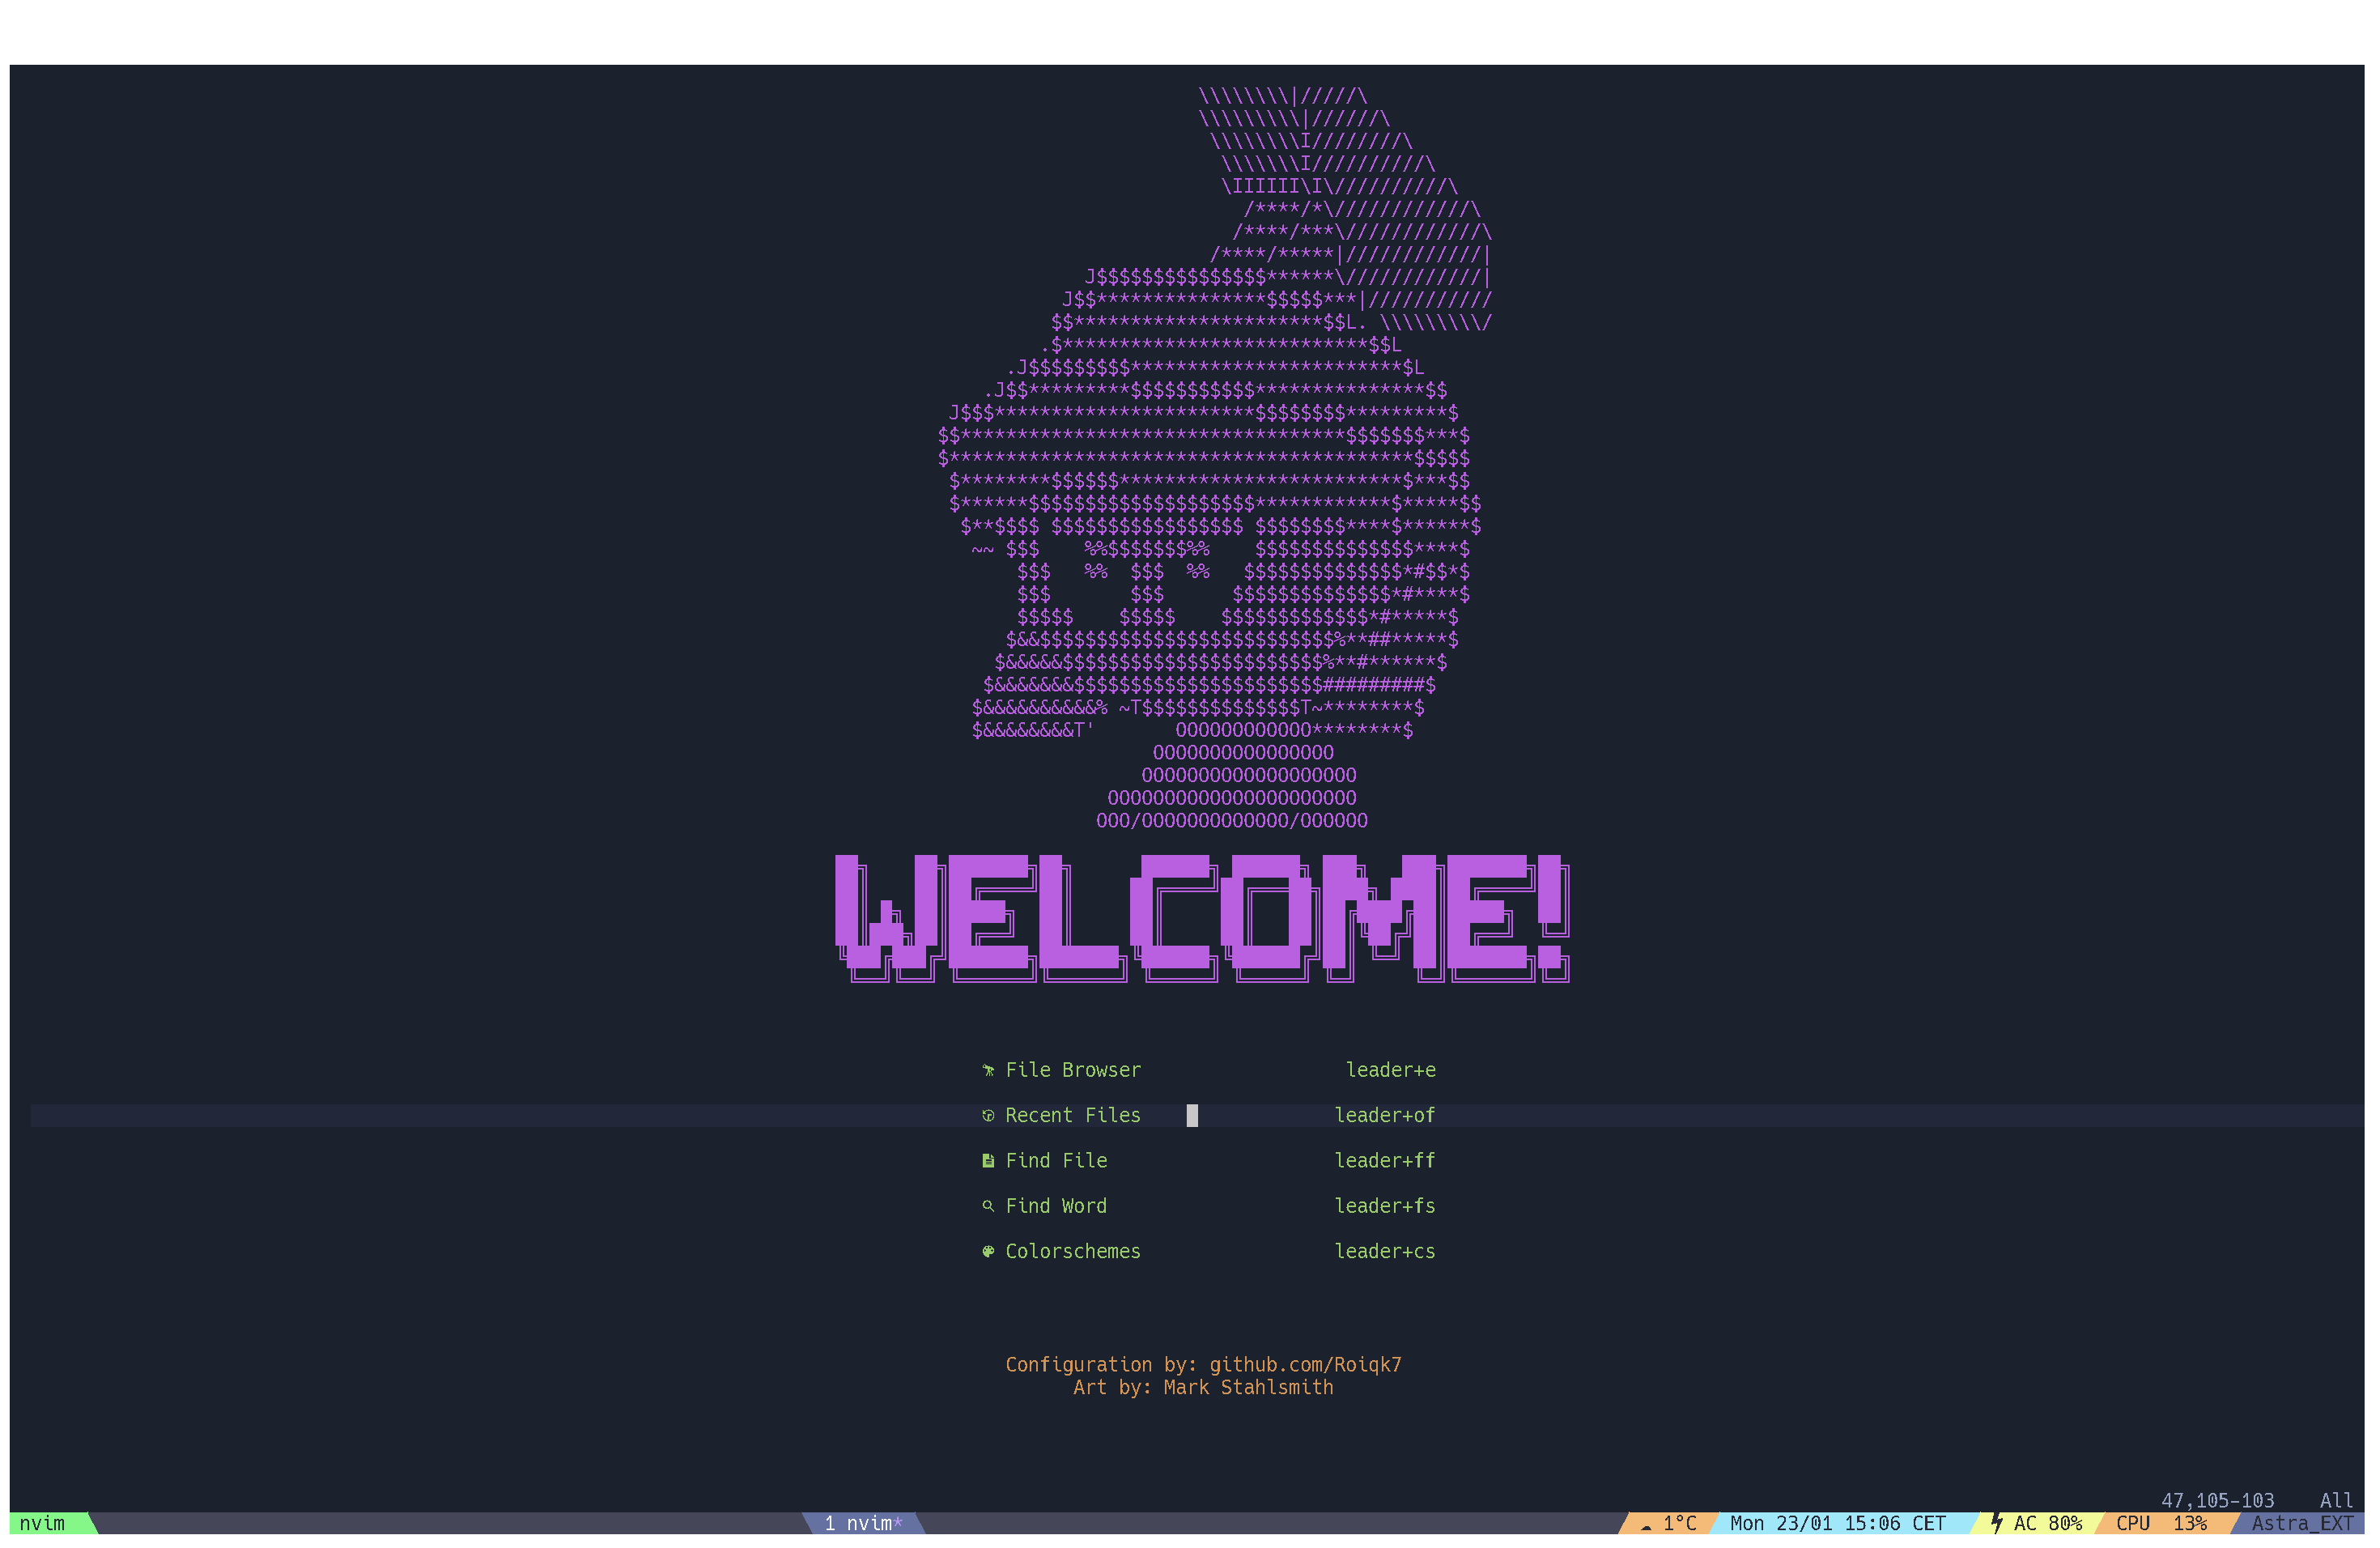 WELCOME!
File Browser leader+e
Recent Files leader+of
Find File leader+ff
Find Word leader+fs
Colorschemes leader+cs
Configuration by: github.com/Roiqk7
Art by: Mark Stahlsmith
47,105-103 All
nvim 1 nvim* 1°C Mon 23/01 15:06 CET AC 80% CPU 13% Astra_EXT